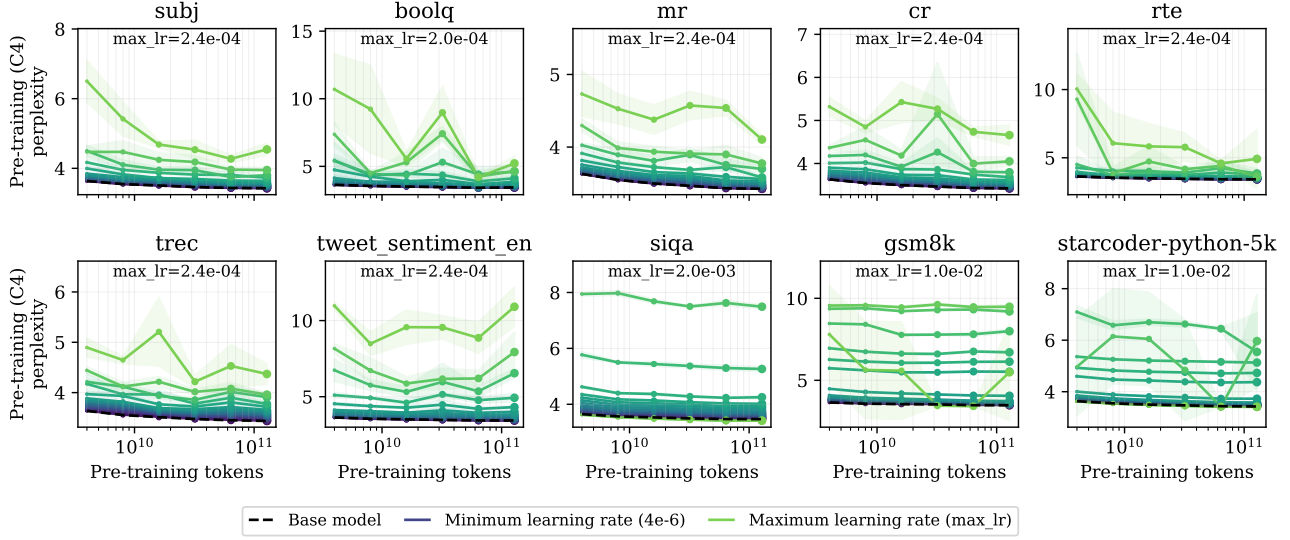 subj boolq mr cr rte
max_lr=2.4e-04 max_lr=2.0e-04 max_lr=2.4e-04 max_lr=2.4e-04 max_lr=2.4e-04
Pre-training (C4)
perplexity
8
6
4
15
10
5
5
4
7
6
5
4
10
5
trec tweet_sentiment_en siqa gsm8k starcoder-python-5k
max_lr=2.4e-04 max_lr=2.4e-04 max_lr=2.0e-03 max_lr=1.0e-02 max_lr=1.0e-02
Pre-training (C4)
perplexity
6
5
4
10
5
8
6
4
10
5
8
6
4
10^10 10^11 10^10 10^11 10^10 10^11 10^10 10^11 10^10 10^11
Pre-training tokens Pre-training tokens Pre-training tokens Pre-training tokens Pre-training tokens
Base model Minimum learning rate (4e-6) Maximum learning rate (max_lr)